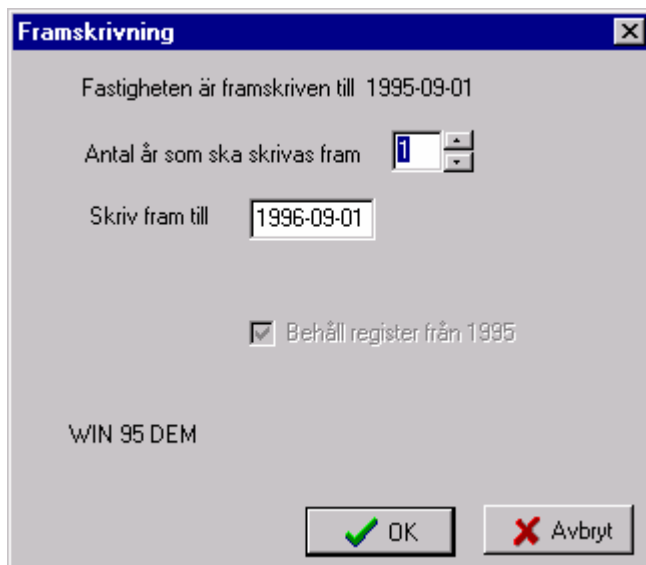 Framskrivning
Fastigheten är framskriven till 1995-09-01
Antal år som ska skrivas fram 1
Skriv fram till 1996-09-01
Behåll register från 1995
WIN 95 DEM
OK Avbryt